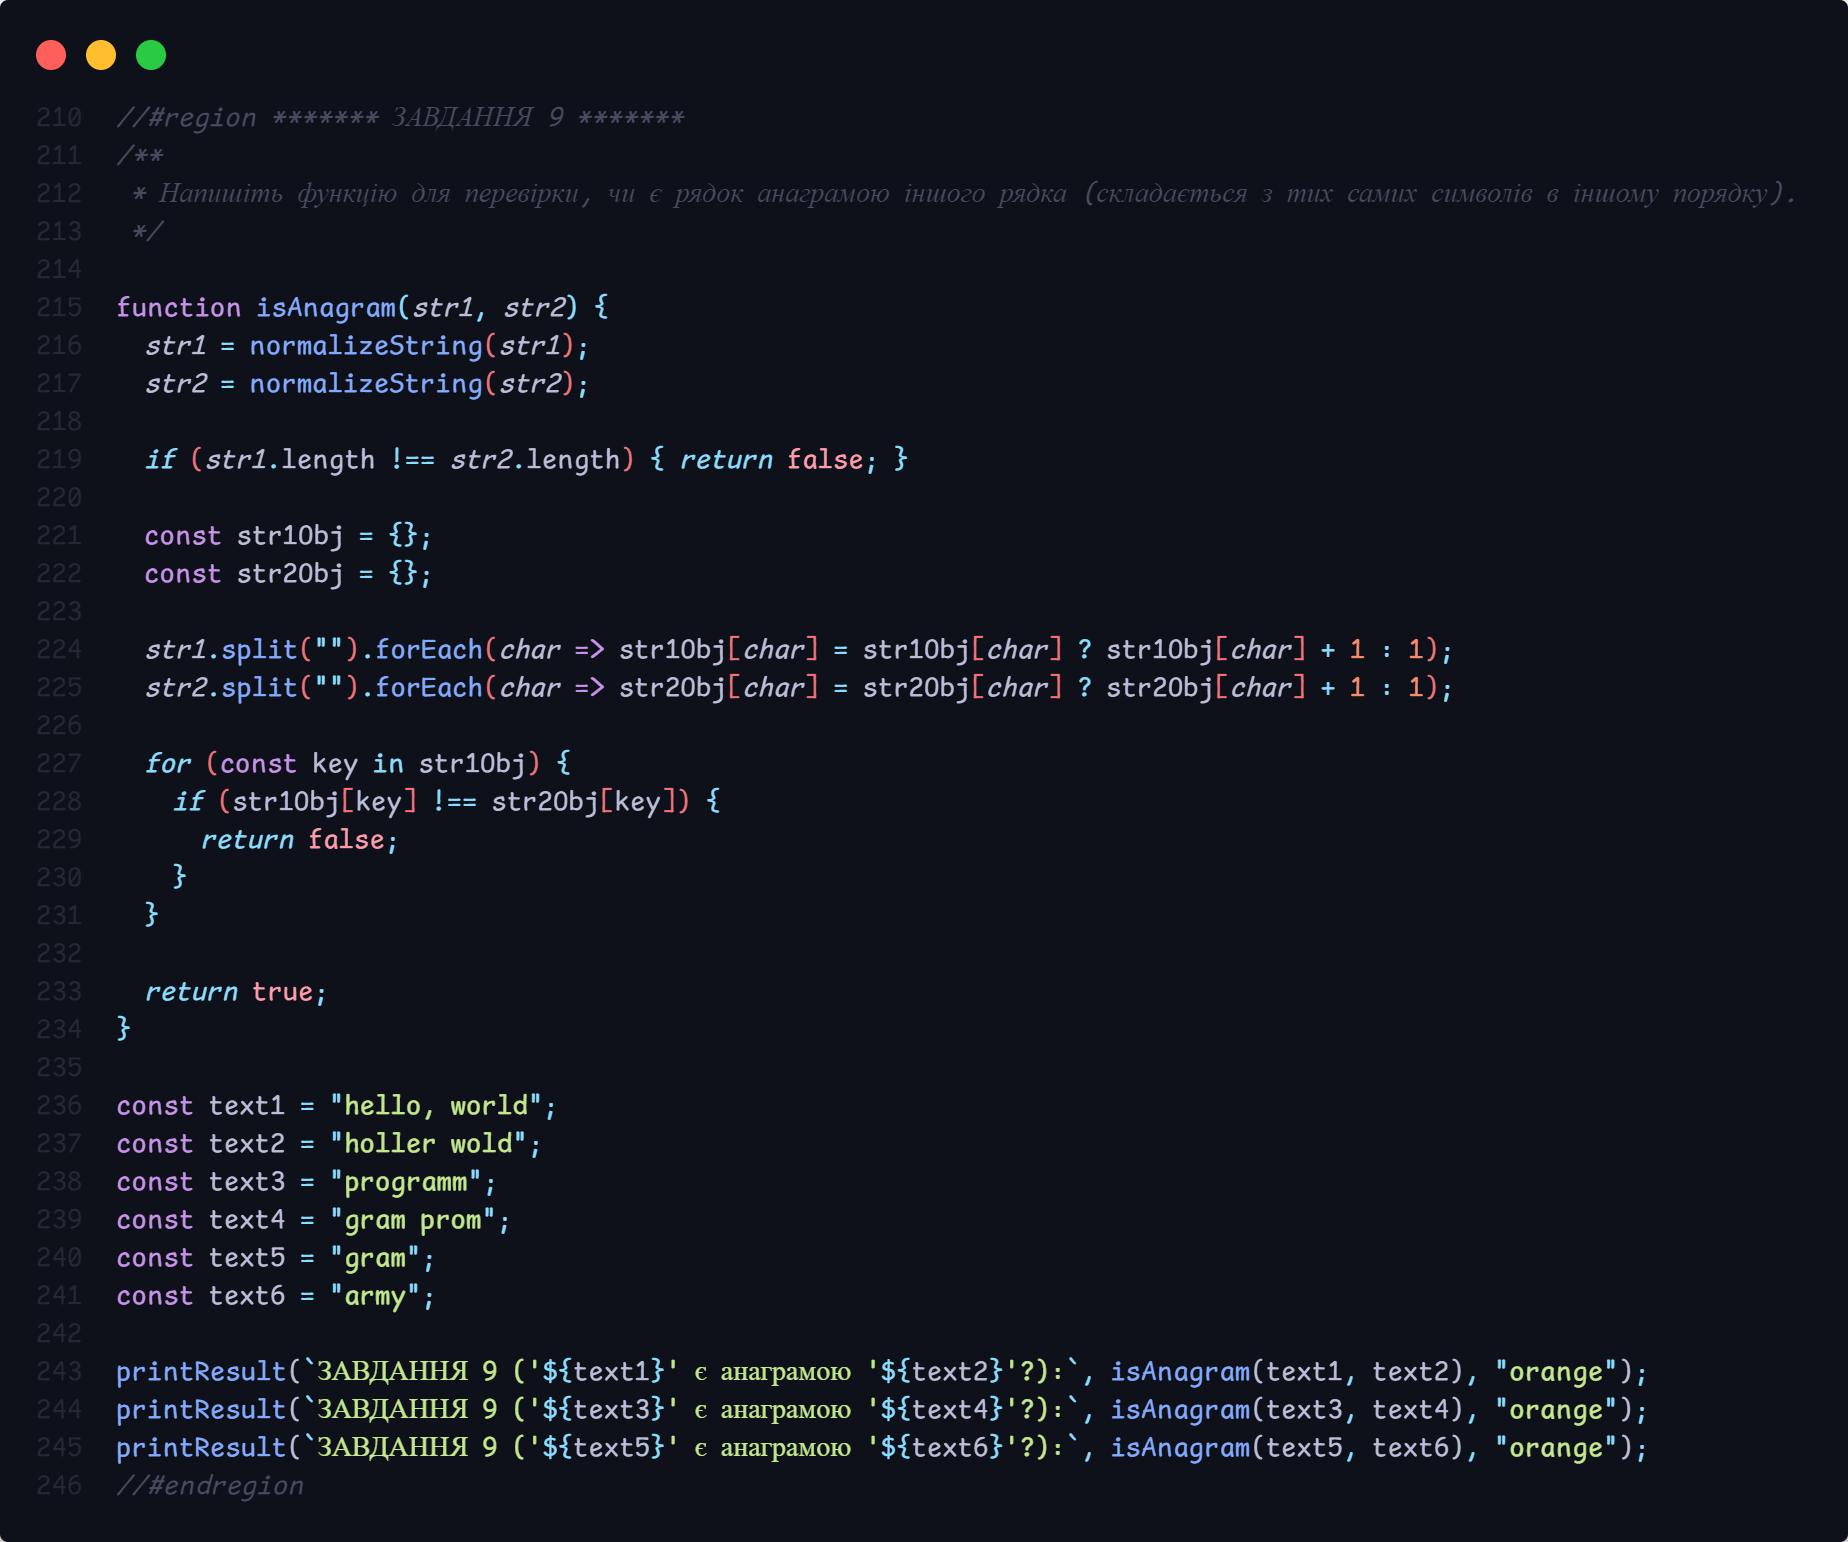 210 //#region ******* ЗАВДАННЯ 9 *******
211 /**
212  * Напишіть функцію для перевірки, чи є рядок анаграмою іншого рядка (складається з тих самих символів в іншому порядку).
213  */
214
215 function isAnagram(str1, str2) {
216   str1 = normalizeString(str1);
217   str2 = normalizeString(str2);
218
219   if (str1.length !== str2.length) { return false; }
220
221   const str1Obj = {};
222   const str2Obj = {};
223
224   str1.split("").forEach(char => str1Obj[char] = str1Obj[char] ? str1Obj[char] + 1 : 1);
225   str2.split("").forEach(char => str2Obj[char] = str2Obj[char] ? str2Obj[char] + 1 : 1);
226
227   for (const key in str1Obj) {
228     if (str1Obj[key] !== str2Obj[key]) {
229       return false;
230     }
231   }
232
233   return true;
234 }
235
236 const text1 = "hello, world";
237 const text2 = "holler wold";
238 const text3 = "programm";
239 const text4 = "gram prom";
240 const text5 = "gram";
241 const text6 = "army";
242
243 printResult(`ЗАВДАННЯ 9 ('${text1}' є анаграмою '${text2}'?):`, isAnagram(text1, text2), "orange");
244 printResult(`ЗАВДАННЯ 9 ('${text3}' є анаграмою '${text4}'?):`, isAnagram(text3, text4), "orange");
245 printResult(`ЗАВДАННЯ 9 ('${text5}' є анаграмою '${text6}'?):`, isAnagram(text5, text6), "orange");
246 //#endregion